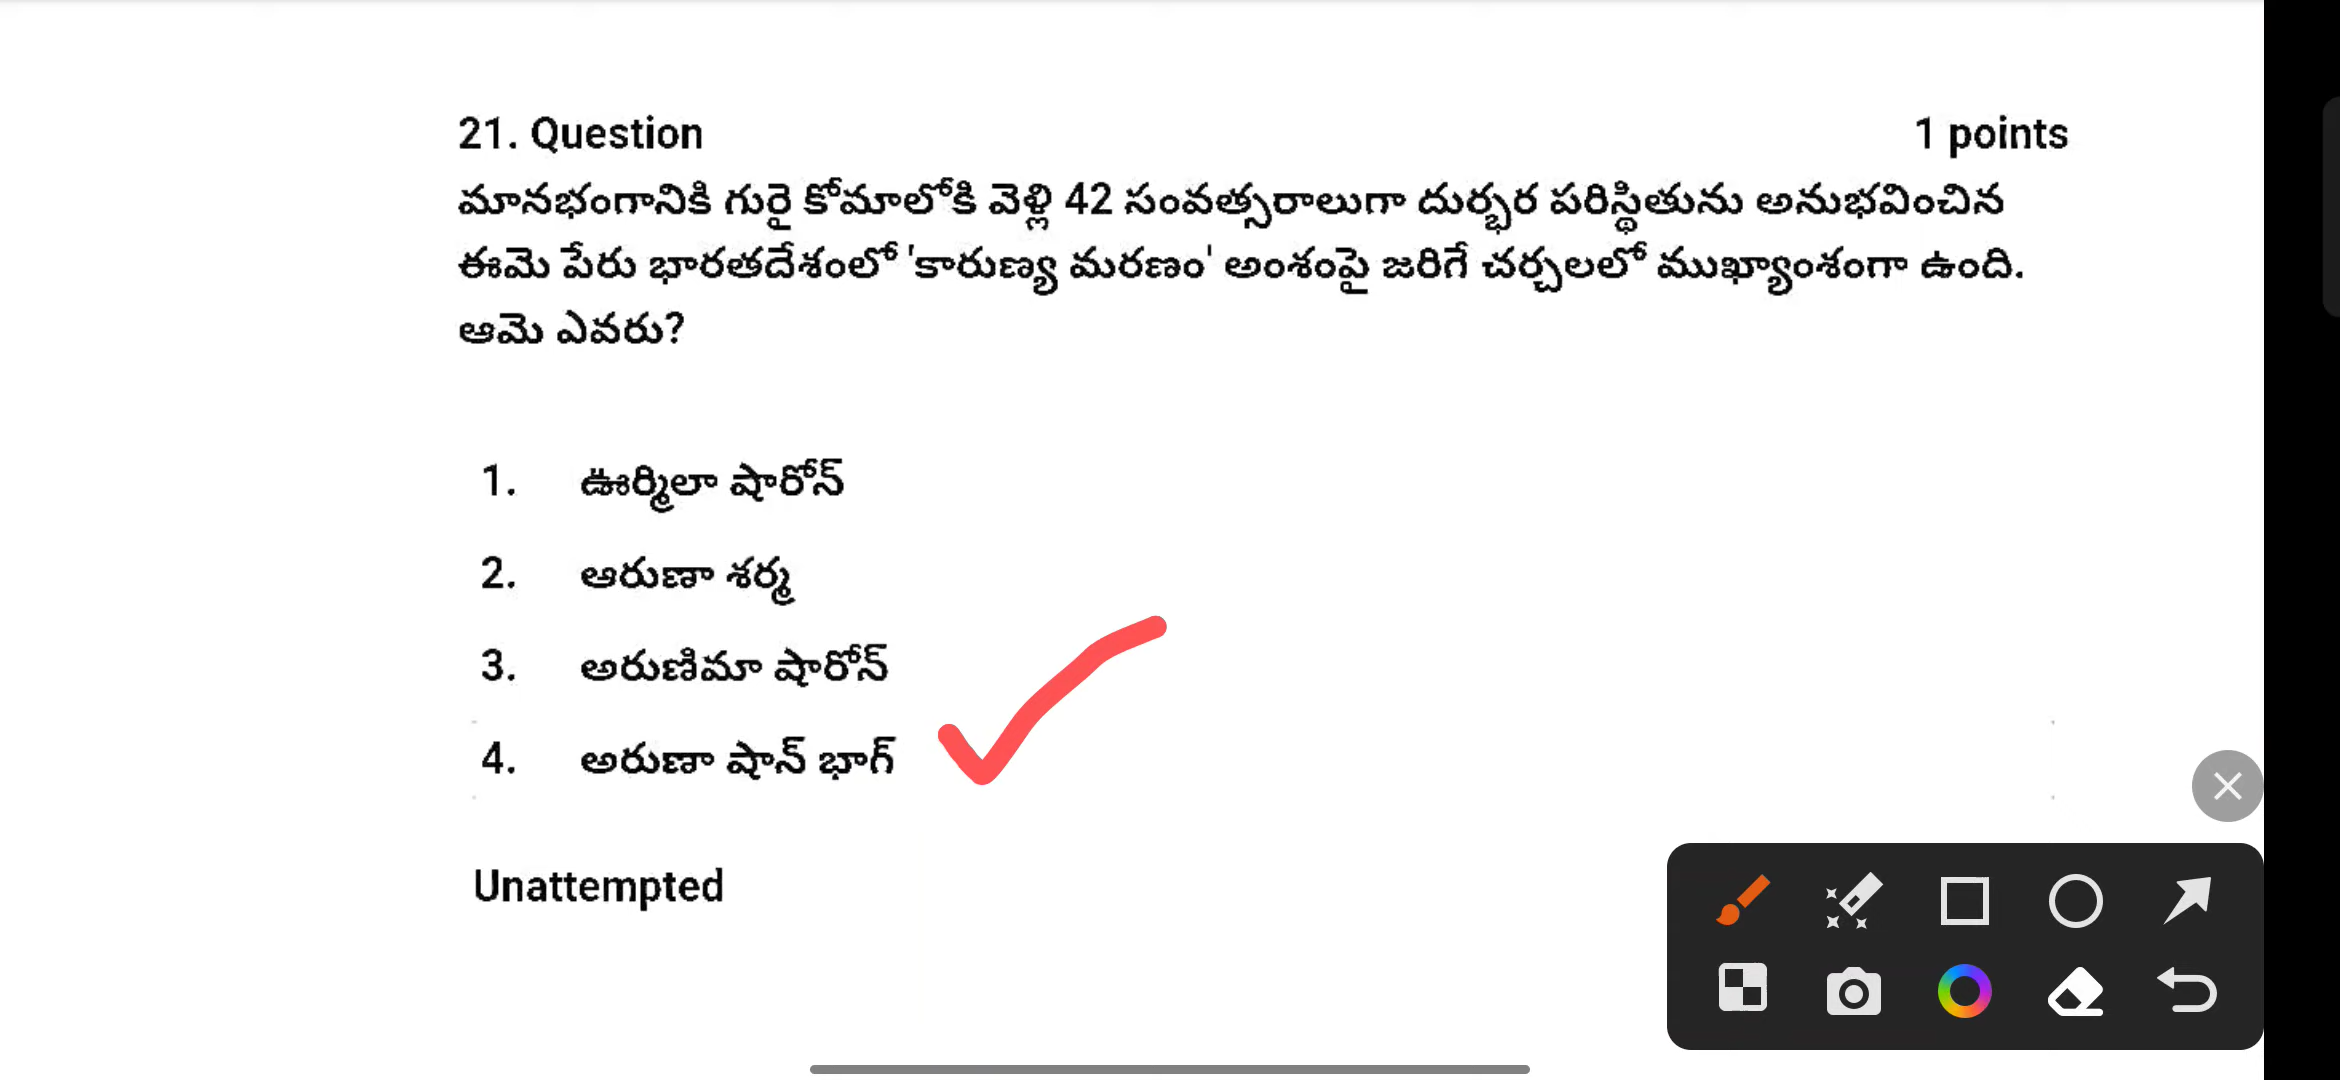 21. Question
1 points
మానభంగానికి గురై కోమాలోకి వెళ్లి 42 సంవత్సరాలుగా దుర్భర పరిస్థితును అనుభవించిన
ఈమె పేరు భారతదేశంలో 'కారుణ్య మరణం' అంశంపై జరిగే చర్చలలో ముఖ్యాంశంగా ఉంది.
ఆమె ఎవరు?
1. ఊర్మిలా షారోన్
2. ఆరుణా శర్మ
3. అరుణిమా షారోన్
4. అరుణా షాన్ భాగ్
Unattempted